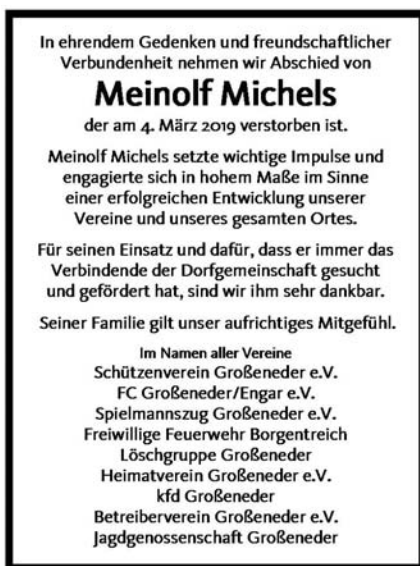 In ehrendem Gedenken und freundschaftlicher
Verbundenheit nehmen wir Abschied von
Meinolf Michels
der am 4. März 2019 verstorben ist.
Meinolf Michels setzte wichtige Impulse und
engagierte sich in hohem Maße im Sinne
einer erfolgreichen Entwicklung unserer
Vereine und unseres gesamten Ortes.
Für seinen Einsatz und dafür, dass er immer das
Verbindende der Dorfgemeinschaft gesucht
und gefördert hat, sind wir ihm sehr dankbar.
Seiner Familie gilt unser aufrichtiges Mitgefühl.
Im Namen aller Vereine
Schützenverein Großeneder e.V.
FC Großeneder/Engar e.V.
Spielmannszug Großeneder e.V.
Freiwillige Feuerwehr Borgentreich
Löschgruppe Großeneder
Heimatverein Großeneder e.V.
kfd Großeneder
Betreiberverein Großeneder e.V.
Jagdgenossenschaft Großeneder